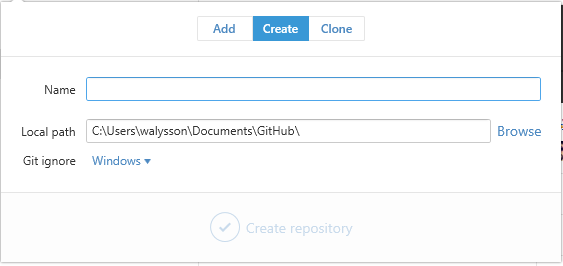 Add Create Clone
Name
Local path C:\Users\walysson\Documents\GitHub\ Browse
Git ignore Windows
Create repository